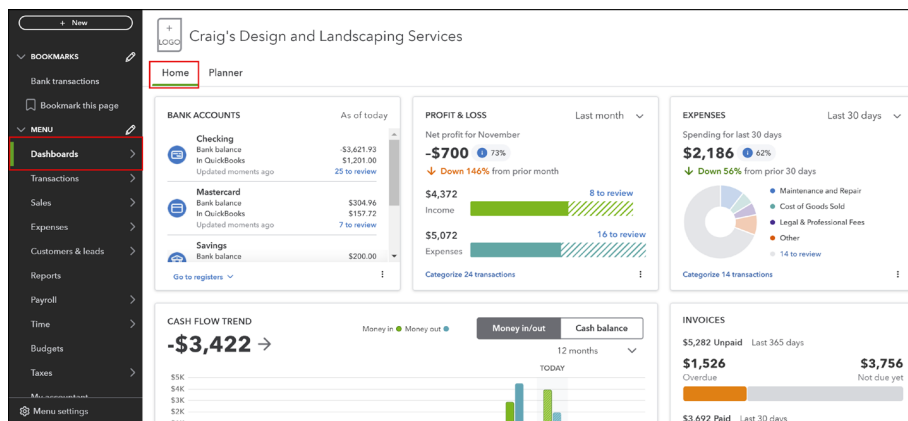 + New
BOOKMARKS
Bank transactions
Bookmark this page
MENU
Dashboards
Transactions
Sales
Expenses
Customers & leads
Reports
Payroll
Time
Budgets
Taxes
My accountant
Menu settings
+
LOGO
Craig's Design and Landscaping Services
Home Planner
BANK ACCOUNTS As of today
Checking
Bank balance -$3,621.93
In QuickBooks $1,201.00
Updated moments ago 25 to review
Mastercard
Bank balance $304.96
In QuickBooks $157.72
Updated moments ago 7 to review
Savings
Bank balance $200.00
Go to registers
PROFIT & LOSS Last month
Net profit for November
-$700 73%
Down 146% from prior month
$4,372 8 to review
Income
$5,072 16 to review
Expenses
Categorize 24 transactions
EXPENSES Last 30 days
Spending for last 30 days
$2,186 62%
Down 56% from prior 30 days
Maintenance and Repair
Cost of Goods Sold
Legal & Professional Fees
Other
14 to review
Categorize 14 transactions
CASH FLOW TREND
-$3,422
Money in Money out
Money in/out Cash balance
12 months
TODAY
$5K
$4K
$3K
$2K
INVOICES
$5,282 Unpaid Last 365 days
$1,526 $3,756
Overdue Not due yet
$3,692 Paid Last 30 days